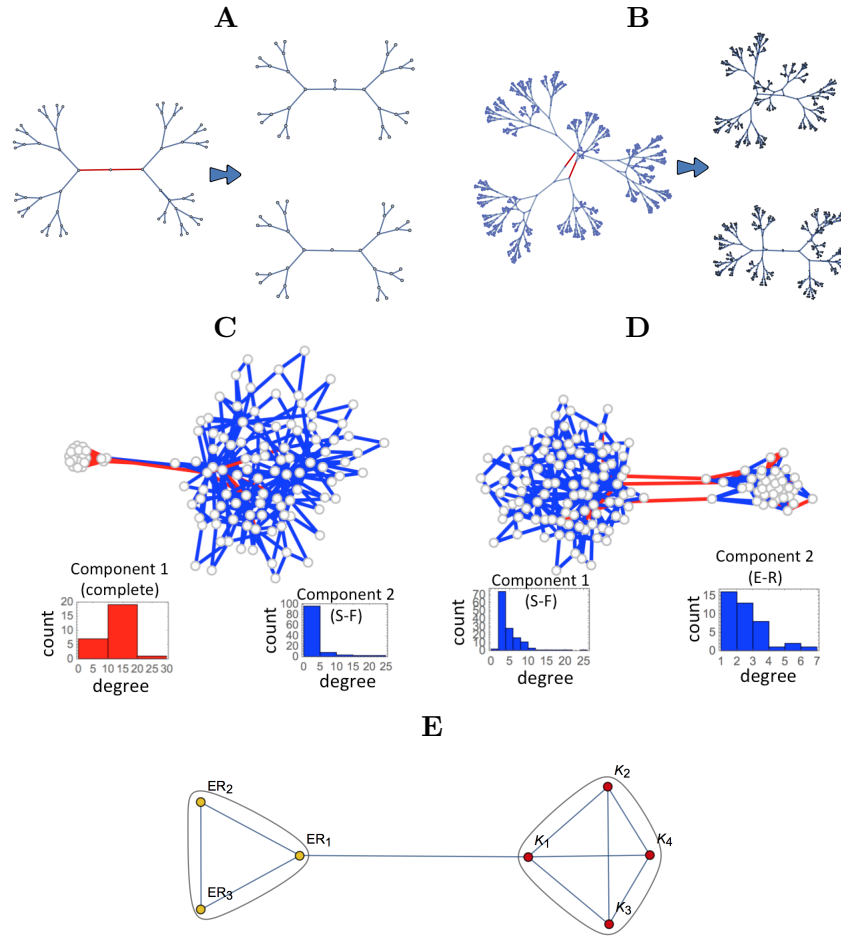 A
B
C
D
Component 1
(complete)
count
20
15
10
5
0
0 5 10 15 20 25 30
degree
Component 2
(S-F)
count
100
80
60
40
20
0
0 5 10 15 20 25
degree
Component 1
(S-F)
count
70
60
50
40
30
20
10
0
0 5 10 15 20 25
degree
Component 2
(E-R)
count
15
10
5
0
1 2 3 4 5 6 7
degree
E
ER2
ER1
ER3
K2
K1
K4
K3